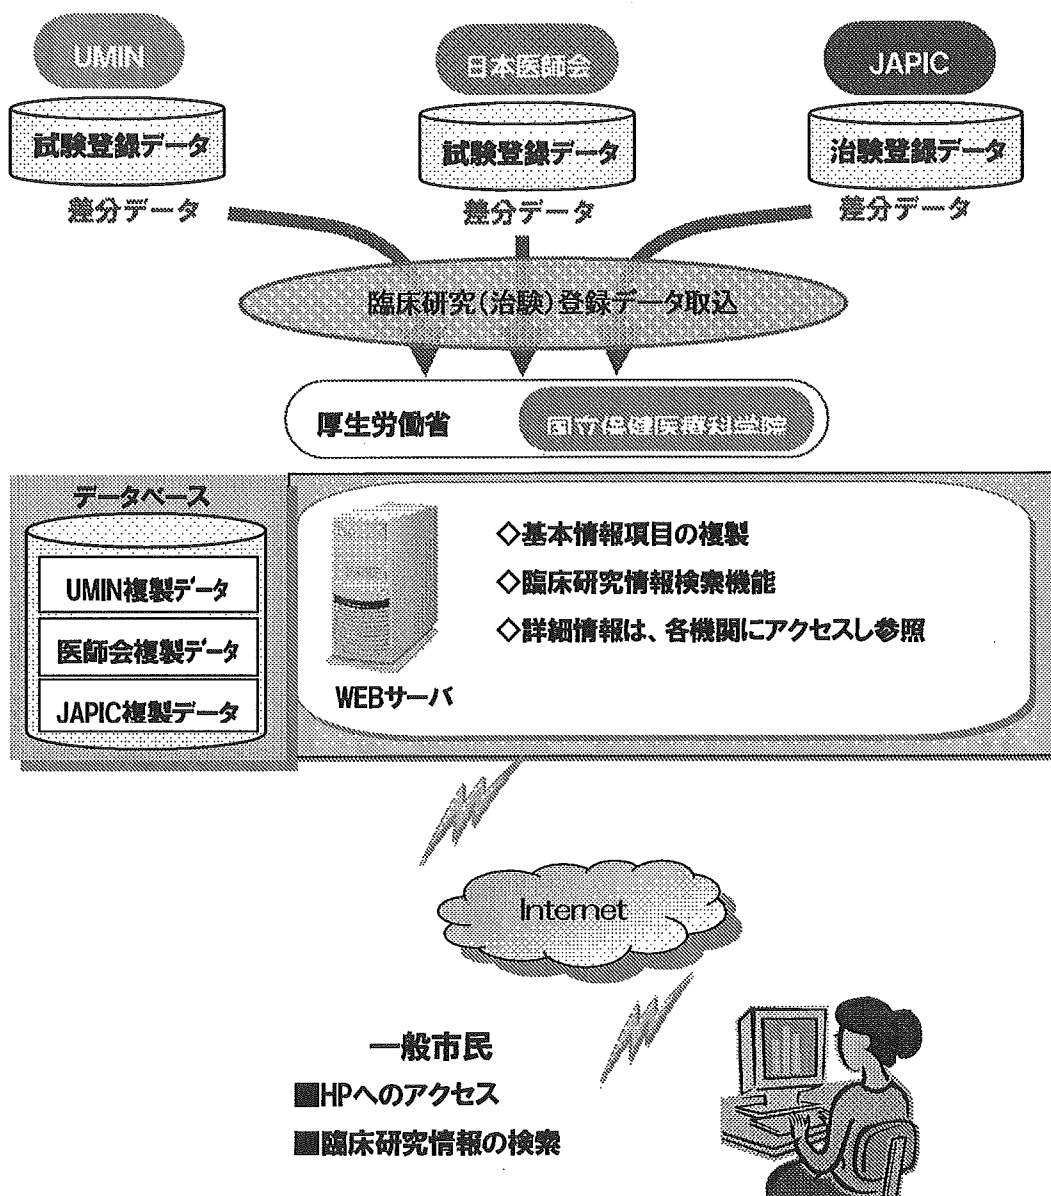 UMIN
日本医師会
JAPIC
試験登録データ
試験登録データ
治験登録データ
差分データ
差分データ
差分データ
臨床研究(治験)登録データ取込
厚生労働省
国立保健医療科学院
データベース
UMIN複製データ
医師会複製データ
JAPIC複製データ
◇基本情報項目の複製
◇臨床研究情報検索機能
◇詳細情報は、各機関にアクセスし参照
WEBサーバ
Internet
一般市民
■HPへのアクセス
■臨床研究情報の検索